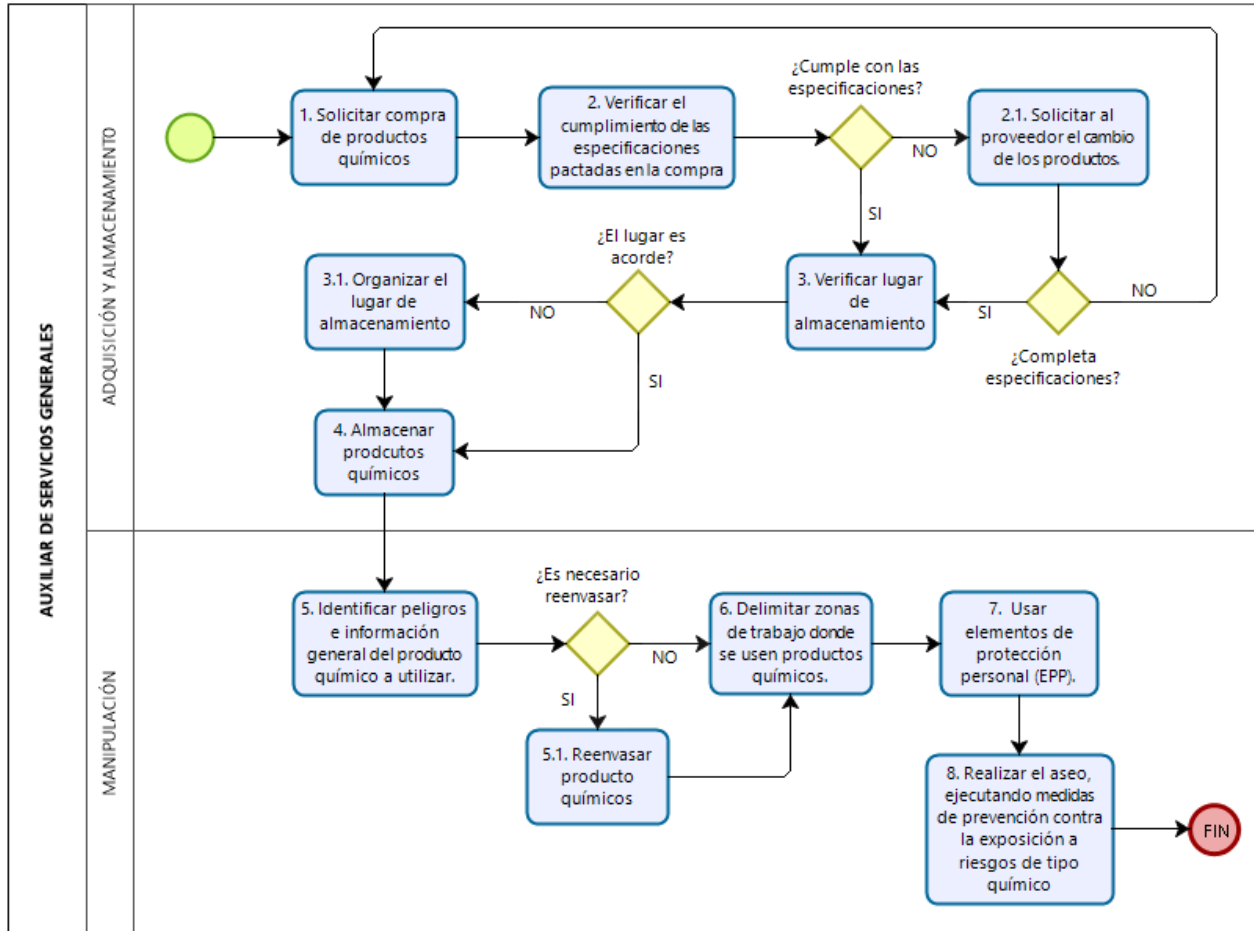 AUXILIAR DE SERVICIOS GENERALES
ADQUISICIÓN Y ALMACENAMIENTO
1. Solicitar compra
de productos
químicos
2. Verificar el
cumplimiento de las
especificaciones
pactadas en la compra
¿Cumple con las
especificaciones?
NO
SI
2.1. Solicitar al
proveedor el cambio
de los productos.
¿El lugar es
acorde?
3.1. Organizar el
lugar de
almacenamiento
NO
SI
3. Verificar lugar
de
almacenamiento
SI
NO
¿Completa
especificaciones?
4. Almacenar
prodcutos
químicos
MANIPULACIÓN
5. Identificar peligros
e información
general del producto
químico a utilizar.
¿Es necesario
reenvasar?
NO
SI
5.1. Reenvasar
producto
químicos
6. Delimitar zonas
de trabajo donde
se usen productos
químicos.
7. Usar
elementos de
protección
personal (EPP).
8. Realizar el aseo,
ejecutando medidas
de prevención contra
la exposición a
riesgos de tipo
químico
FIN